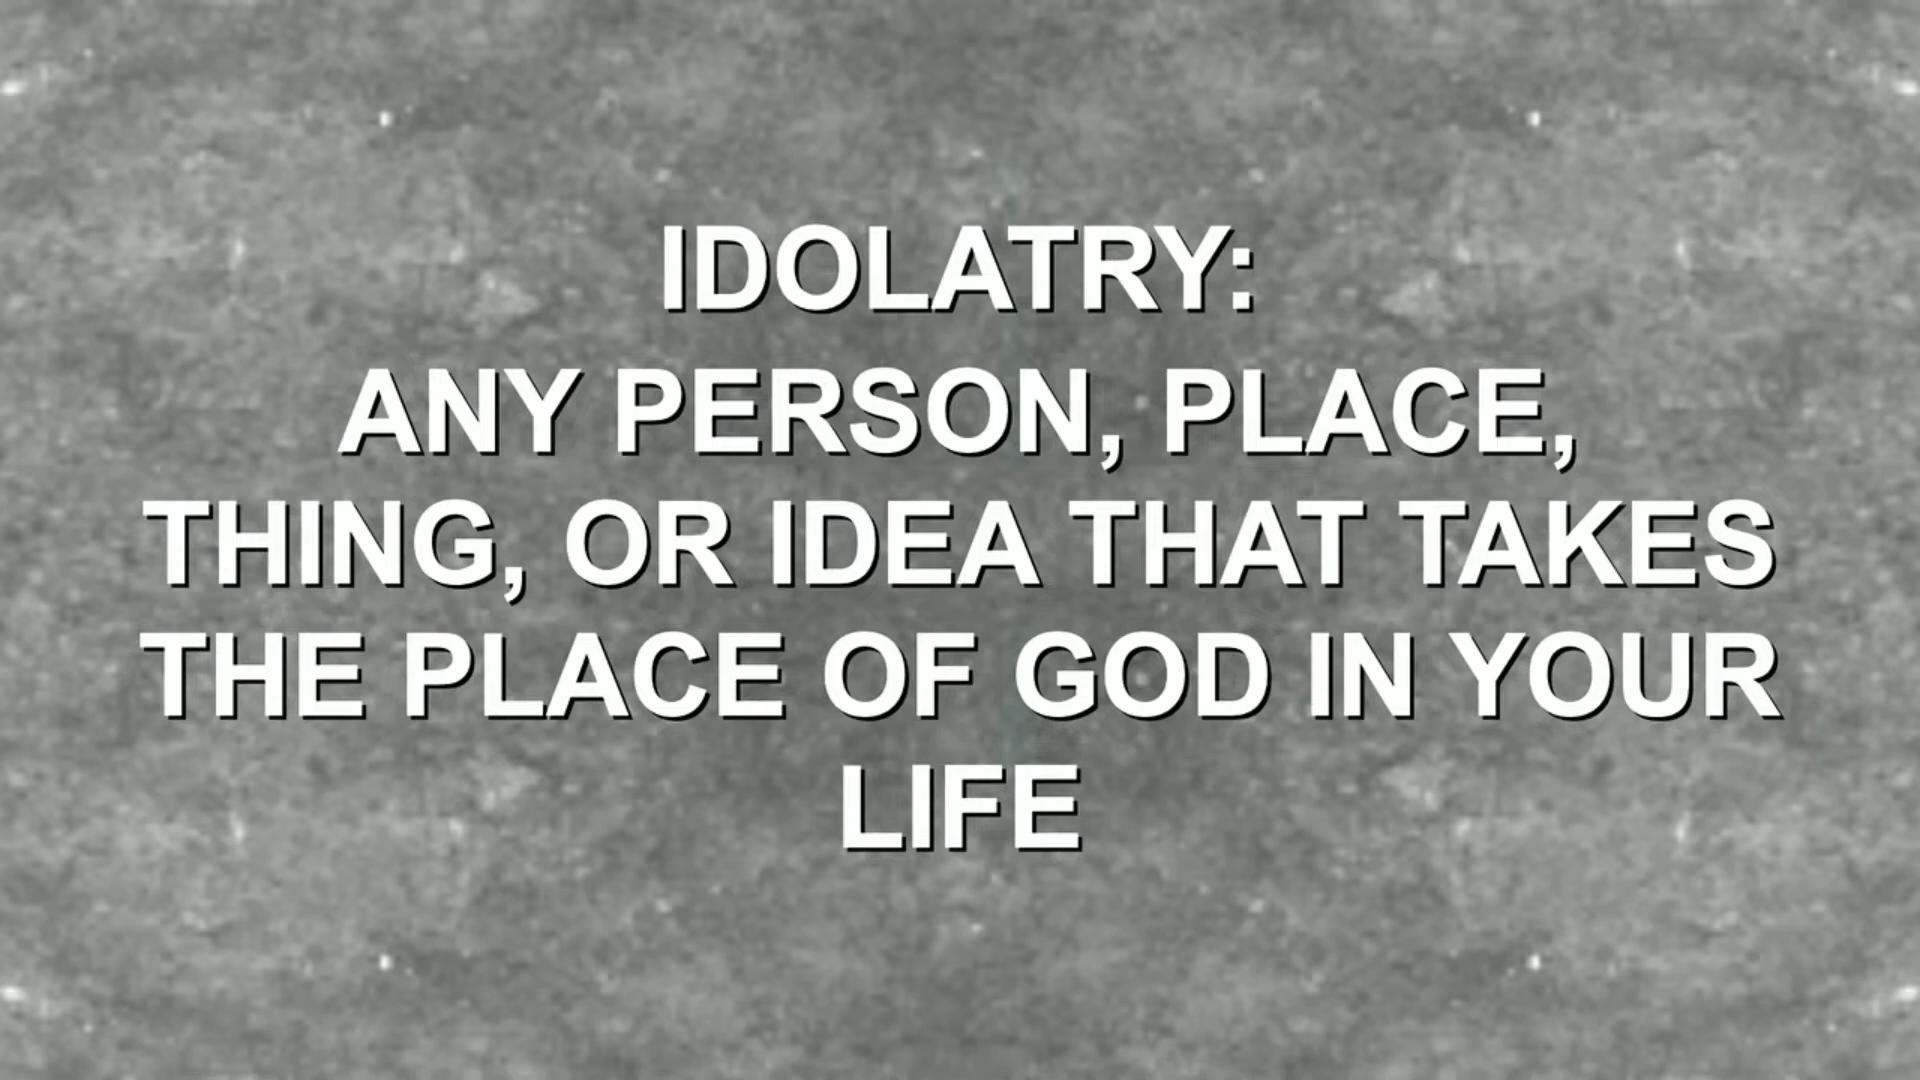 IDOLATRY:
ANY PERSON, PLACE,
THING, OR IDEA THAT TAKES
THE PLACE OF GOD IN YOUR
LIFE